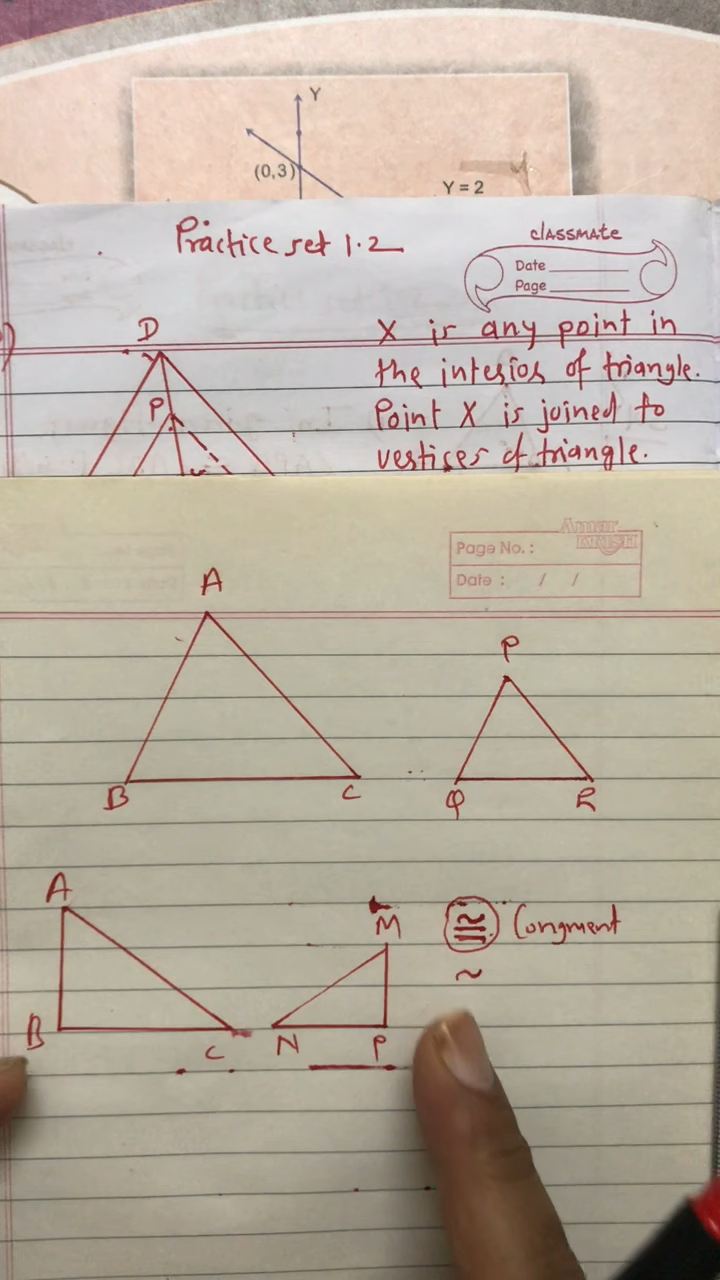 Y
(0,3)
Y = 2
Practice set 1.2
classmate
Date
Page
D
X is any point in
the interior of triangle.
P
Point X is joined to
vertices of triangle.
Amar
Page No. :
Date : / /
A
P
B C Q R
A
M
≅ Congruent
~
B C N P